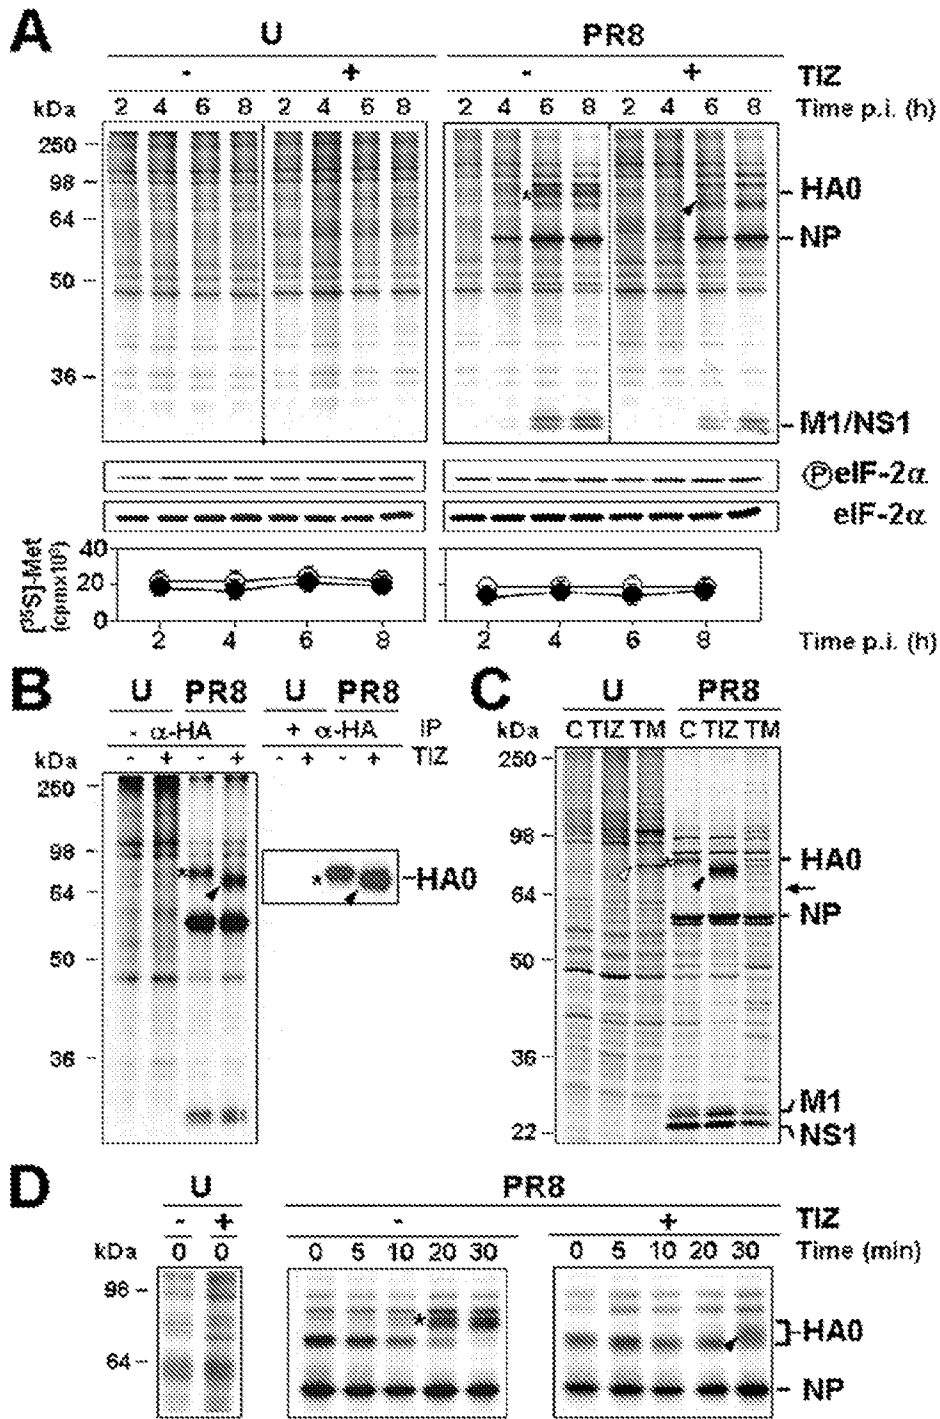 A
U PR8
- + - + TIZ
kDa 2 4 6 8 2 4 6 8 2 4 6 8 2 4 6 8 Time p.i. (h)
250
98 HA0
*
64
NP
50
36
M1/NS1
ⓅeIF-2α
eIF-2α
[³⁵S]-Met
(cpmx10³)
40
20
0
2 4 6 8 2 4 6 8 Time p.i. (h)
B
U PR8 U PR8
- α-HA + α-HA IP
kDa - + - + - + - + TIZ
250
98
* * HA0
64
50
36
C
U PR8
kDa C TIZ TM C TIZ TM
250
98
* HA0
64
NP
50
36
M1
22 NS1
D
U PR8
- + - + TIZ
kDa 0 0 0 5 10 20 30 0 5 10 20 30 Time (min)
98
* HA0
64
NP